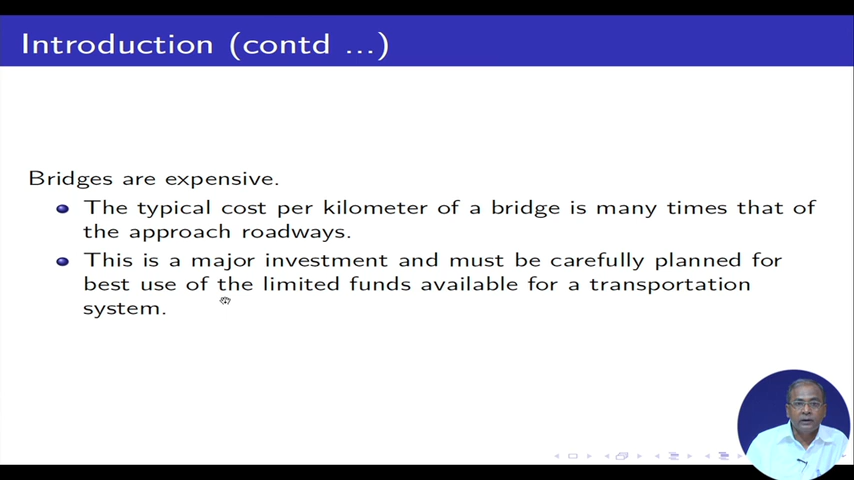 Introduction (contd ...)
Bridges are expensive.
The typical cost per kilometer of a bridge is many times that of
the approach roadways.
This is a major investment and must be carefully planned for
best use of the limited funds available for a transportation
system.